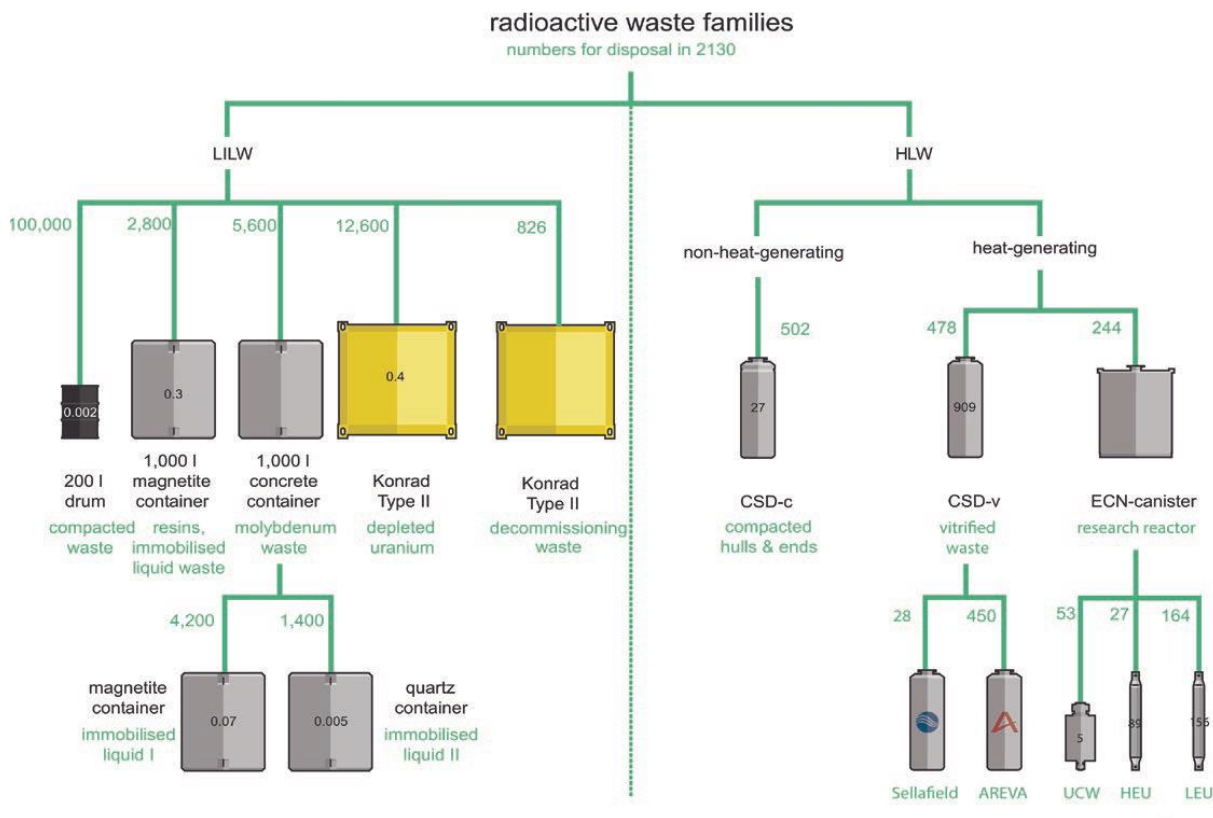 radioactive waste families
numbers for disposal in 2130
LILW
HLW
100,000
2,800
5,600
12,600
826
non-heat-generating
heat-generating
502
478
244
0.002
0.3
0.4
27
909
200 l
drum
compacted
waste
1,000 l
magnetite
container
resins,
immobilised
liquid waste
1,000 l
concrete
container
molybdenum
waste
Konrad
Type II
depleted
uranium
Konrad
Type II
decommissioning
waste
CSD-c
compacted
hulls & ends
CSD-v
vitrified
waste
ECN-canister
research reactor
4,200
1,400
28
450
53
27
164
magnetite
container
immobilised
liquid I
0.07
0.005
quartz
container
immobilised
liquid II
5
89
155
Sellafield
AREVA
UCW
HEU
LEU